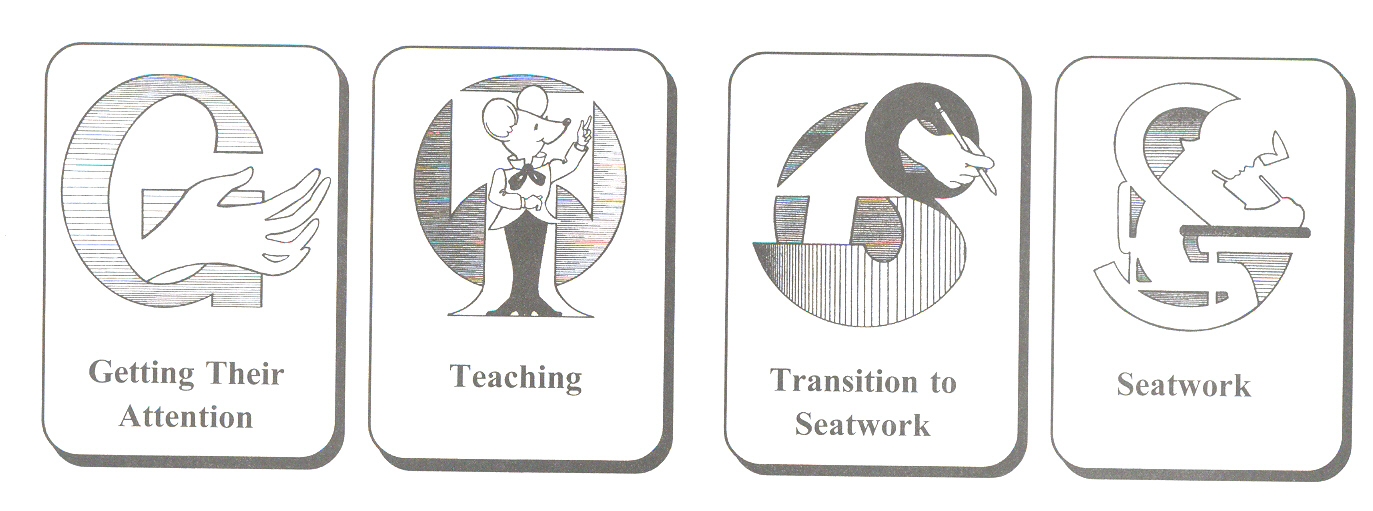 Getting Their
Attention
Teaching
Transition to
Seatwork
Seatwork